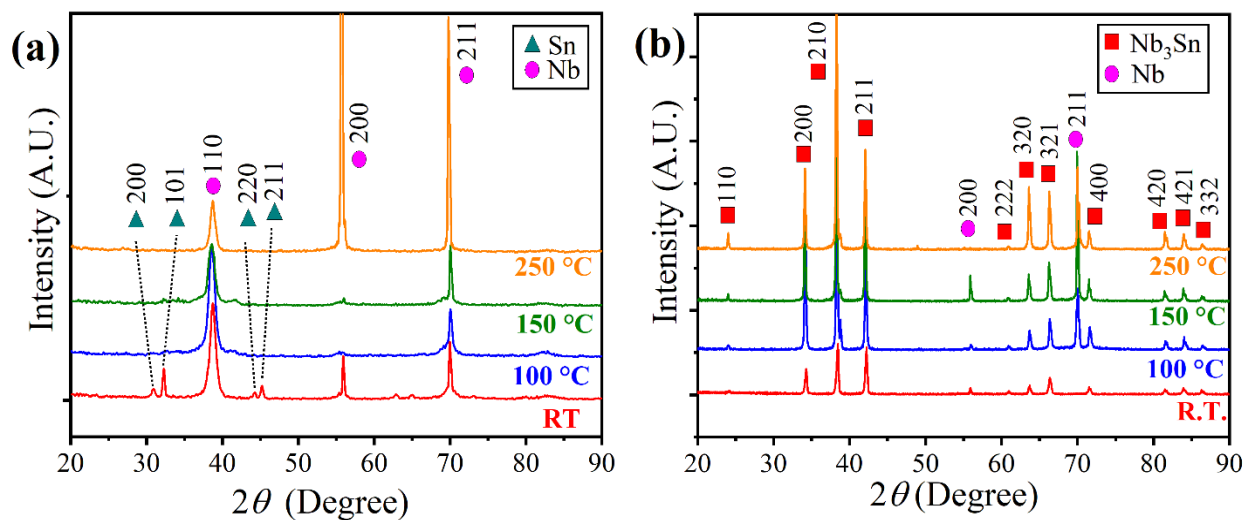 (a)
Sn
Nb
200
101
110
220
211
200
211
250 °C
150 °C
100 °C
RT
Intensity (A.U.)
20 30 40 50 60 70 80 90
2θ (Degree)
(b)
Nb₃Sn
Nb
110
200
210
211
200
222
320
321
211
400
420
421
332
250 °C
150 °C
100 °C
R.T.
Intensity (A.U.)
20 30 40 50 60 70 80 90
2θ (Degree)